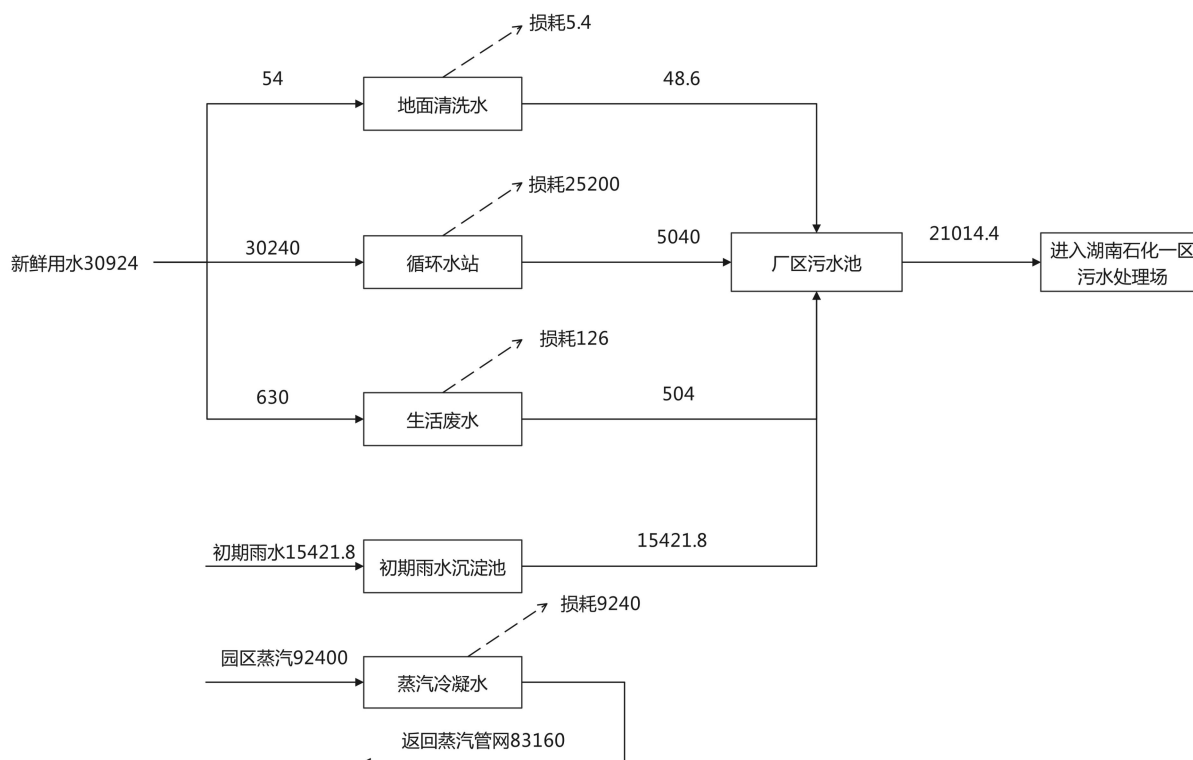 损耗5.4
54
地面清洗水
48.6
损耗25200
新鲜用水30924
30240
循环水站
5040
厂区污水池
21014.4
进入湖南石化一区
污水处理场
损耗126
630
生活废水
504
初期雨水15421.8
初期雨水沉淀池
15421.8
损耗9240
园区蒸汽92400
蒸汽冷凝水
返回蒸汽管网83160